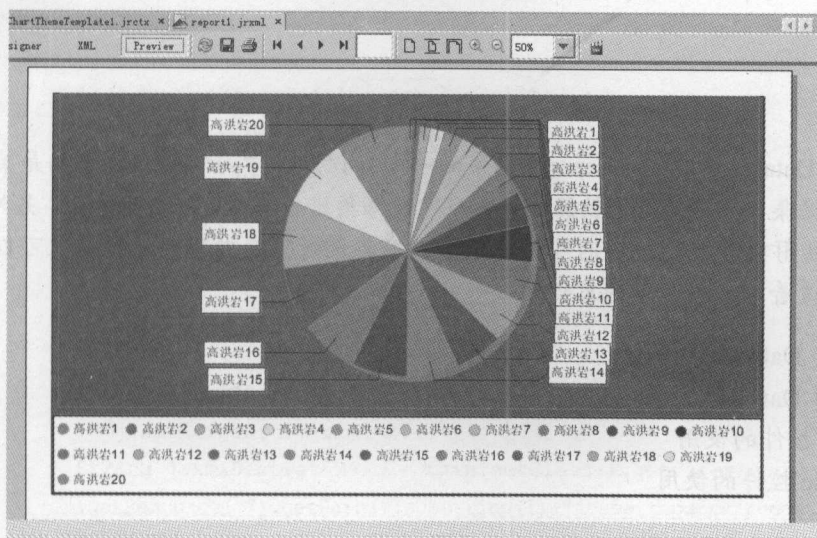 ChartThemeTemplate1.jrctx × report1.jrxml ×
signer XML Preview 50%
高洪岩20
高洪岩19
高洪岩18
高洪岩17
高洪岩16
高洪岩15
高洪岩1
高洪岩2
高洪岩3
高洪岩4
高洪岩5
高洪岩6
高洪岩7
高洪岩8
高洪岩9
高洪岩10
高洪岩11
高洪岩12
高洪岩13
高洪岩14
高洪岩1 高洪岩2 高洪岩3 高洪岩4 高洪岩5 高洪岩6 高洪岩7 高洪岩8 高洪岩9 高洪岩10
高洪岩11 高洪岩12 高洪岩13 高洪岩14 高洪岩15 高洪岩16 高洪岩17 高洪岩18 高洪岩19
高洪岩20